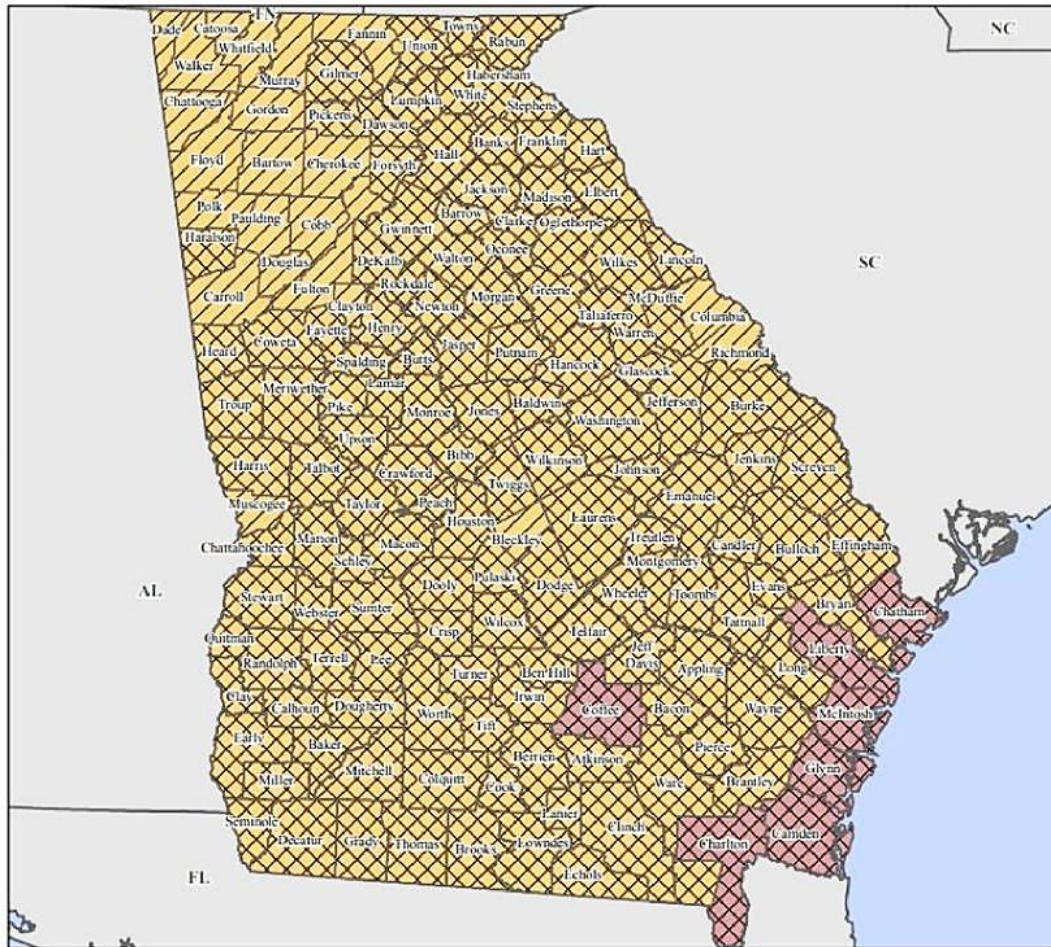 TN
NC
Dade
Catoosa
Whitfield
Fannin
Towns
Union
Rabun
Walker
Murray
Gilmer
Habersham
White
Chattooga
Gordon
Lumpkin
Stephens
Pickens
Dawson
Floyd
Bartow
Cherokee
Forsyth
Hall
Banks
Franklin
Hart
Jackson
Madison
Elbert
Polk
Paulding
Cobb
Barrow
Clarke
Oglethorpe
Haralson
Gwinnett
Oconee
Douglas
DeKalb
Walton
Wilkes
Lincoln
SC
Carroll
Fulton
Rockdale
Clayton
Newton
Morgan
Greene
McDuffie
Taliaferro
Columbia
Heard
Coweta
Fayette
Henry
Warren
Spalding
Butts
Jasper
Putnam
Hancock
Glascock
Richmond
Troup
Meriwether
Pike
Lamar
Monroe
Jones
Baldwin
Washington
Jefferson
Burke
Upson
Harris
Talbot
Crawford
Bibb
Wilkinson
Johnson
Jenkins
Screven
Twiggs
Muscogee
Taylor
Peach
Houston
Laurens
Emanuel
Chattahoochee
Marion
Schley
Macon
Bleckley
Treutlen
Montgomery
Candler
Bulloch
Effingham
AL
Stewart
Webster
Sumter
Dooly
Pulaski
Dodge
Wheeler
Toombs
Evans
Bryan
Chatham
Quitman
Crisp
Wilcox
Telfair
Tattnall
Liberty
Randolph
Terrell
Lee
Turner
Ben Hill
Jeff
Davis
Appling
Long
Clay
Calhoun
Dougherty
Worth
Irwin
Tift
Coffee
Bacon
Wayne
McIntosh
Early
Baker
Mitchell
Colquitt
Berrien
Atkinson
Pierce
Glynn
Miller
Cook
Ware
Brantley
Seminole
Decatur
Grady
Thomas
Brooks
Lanier
Lowndes
Clinch
Charlton
Camden
Echols
FL